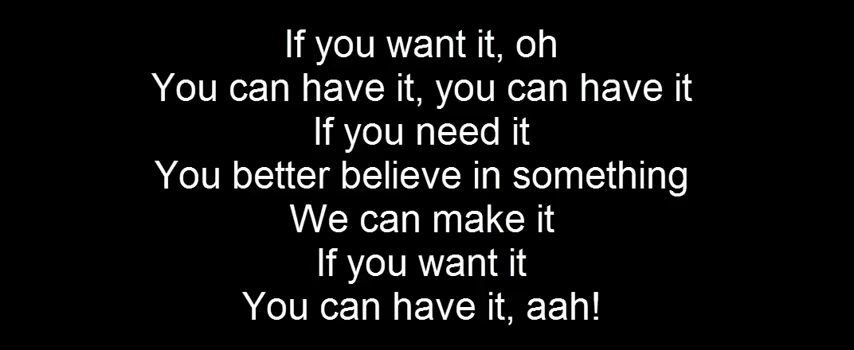 If you want it, oh
You can have it, you can have it
If you need it
You better believe in something
We can make it
If you want it
You can have it, aah!